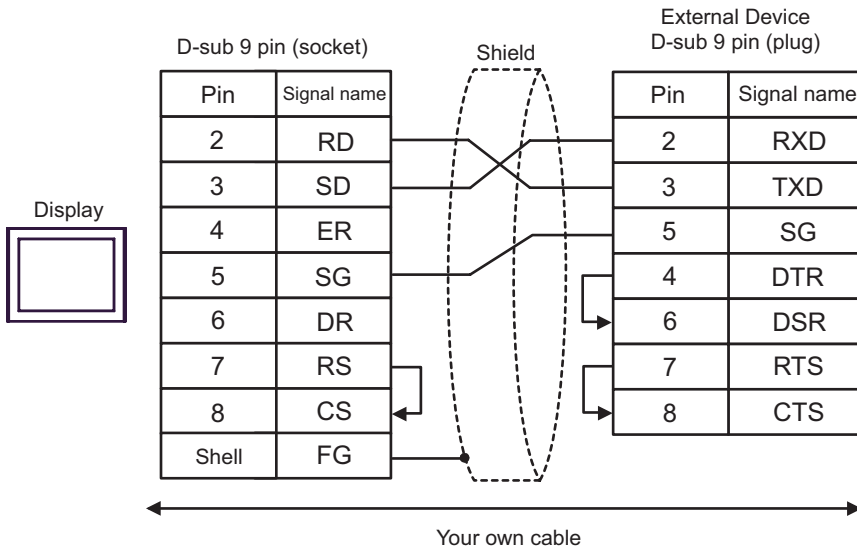 External Device
D-sub 9 pin (socket) Shield D-sub 9 pin (plug)
Pin Signal name Pin Signal name
2 RD 2 RXD
3 SD 3 TXD
Display 4 ER 5 SG
5 SG 4 DTR
6 DR 6 DSR
7 RS 7 RTS
8 CS 8 CTS
Shell FG
Your own cable